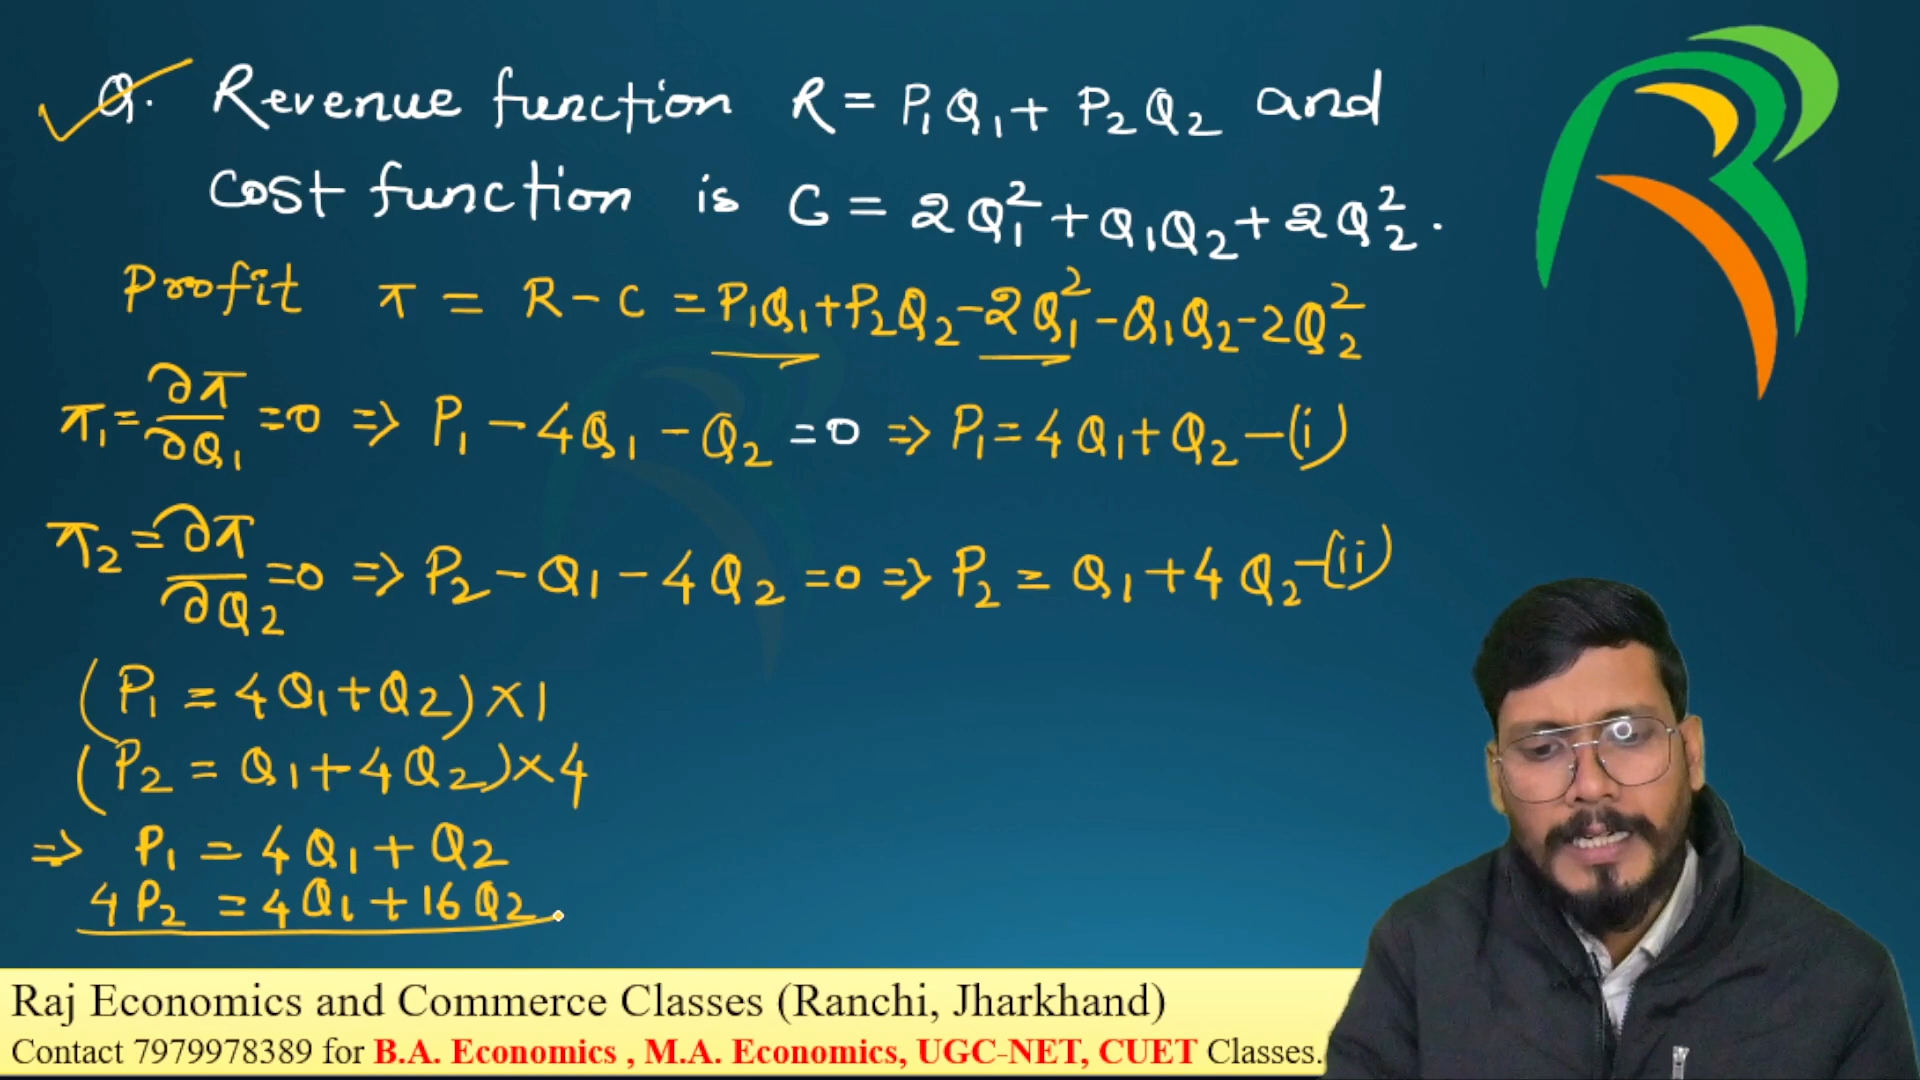 Q. Revenue function R = P₁Q₁ + P₂Q₂ and
cost function is C = 2Q₁² + Q₁Q₂ + 2Q₂².
Profit π = R - C = P₁Q₁ + P₂Q₂ - 2Q₁² - Q₁Q₂ - 2Q₂²
π₁ = ∂π/∂Q₁ = 0 => P₁ - 4Q₁ - Q₂ = 0 => P₁ = 4Q₁ + Q₂ - (i)
π₂ = ∂π/∂Q₂ = 0 => P₂ - Q₁ - 4Q₂ = 0 => P₂ = Q₁ + 4Q₂ - (ii)
(P₁ = 4Q₁ + Q₂) × 1
(P₂ = Q₁ + 4Q₂) × 4
=> P₁ = 4Q₁ + Q₂
4P₂ = 4Q₁ + 16Q₂
Raj Economics and Commerce Classes (Ranchi, Jharkhand)
Contact 7979978389 for B.A. Economics , M.A. Economics, UGC-NET, CUET Classes.